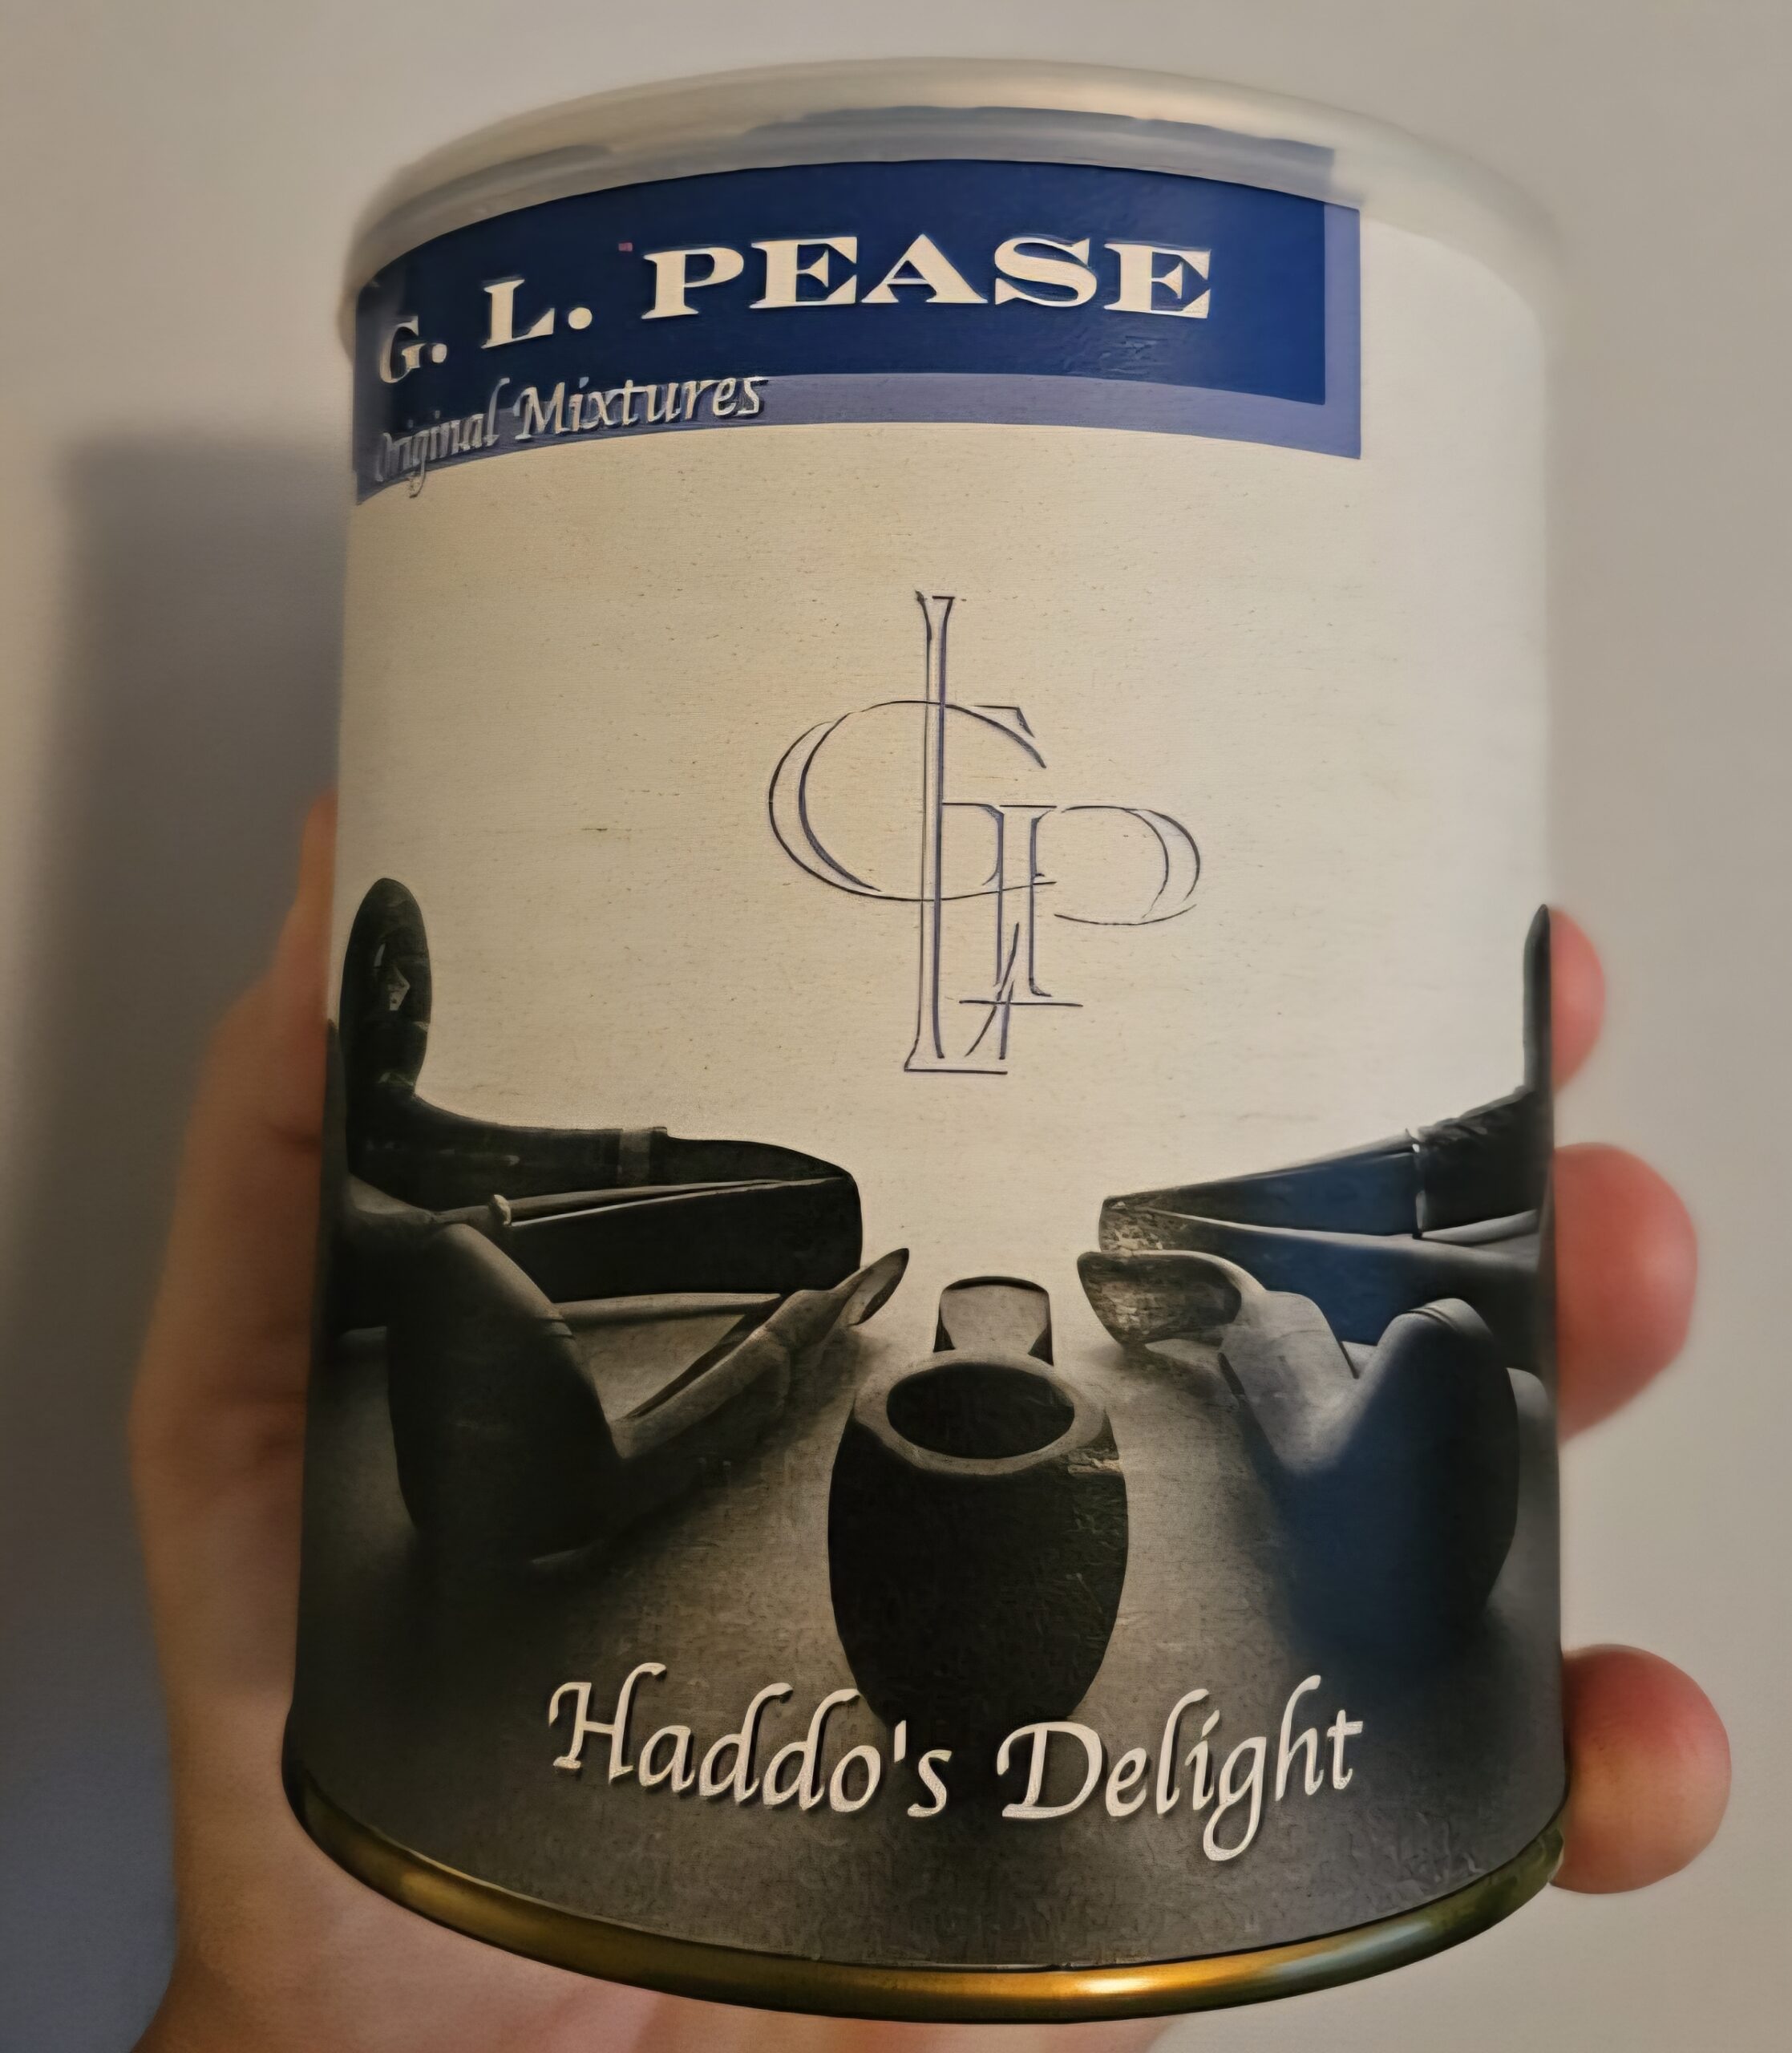 G. L. PEASE
Original Mixtures
GLP
Haddo's Delight